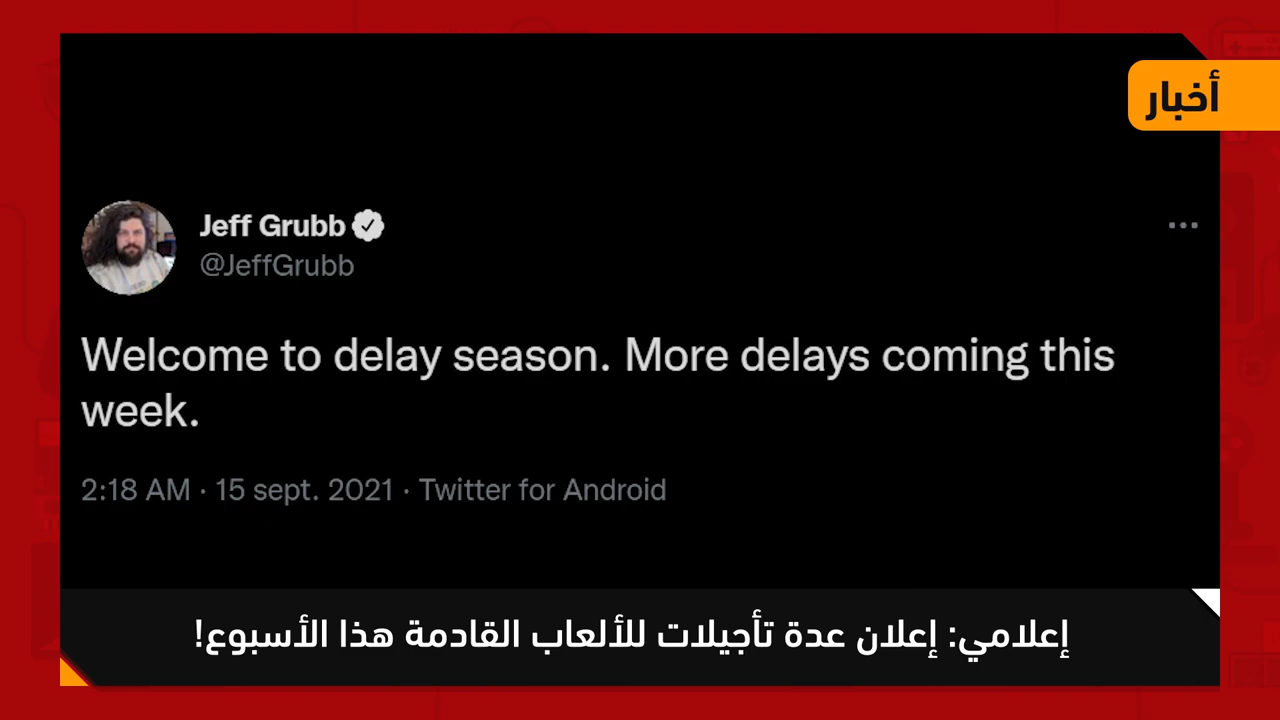 أخبار
Jeff Grubb
@JeffGrubb
Welcome to delay season. More delays coming this
week.
2:18 AM · 15 sept. 2021 · Twitter for Android
إعلامي: إعلان عدة تأجيلات للألعاب القادمة هذا الأسبوع!